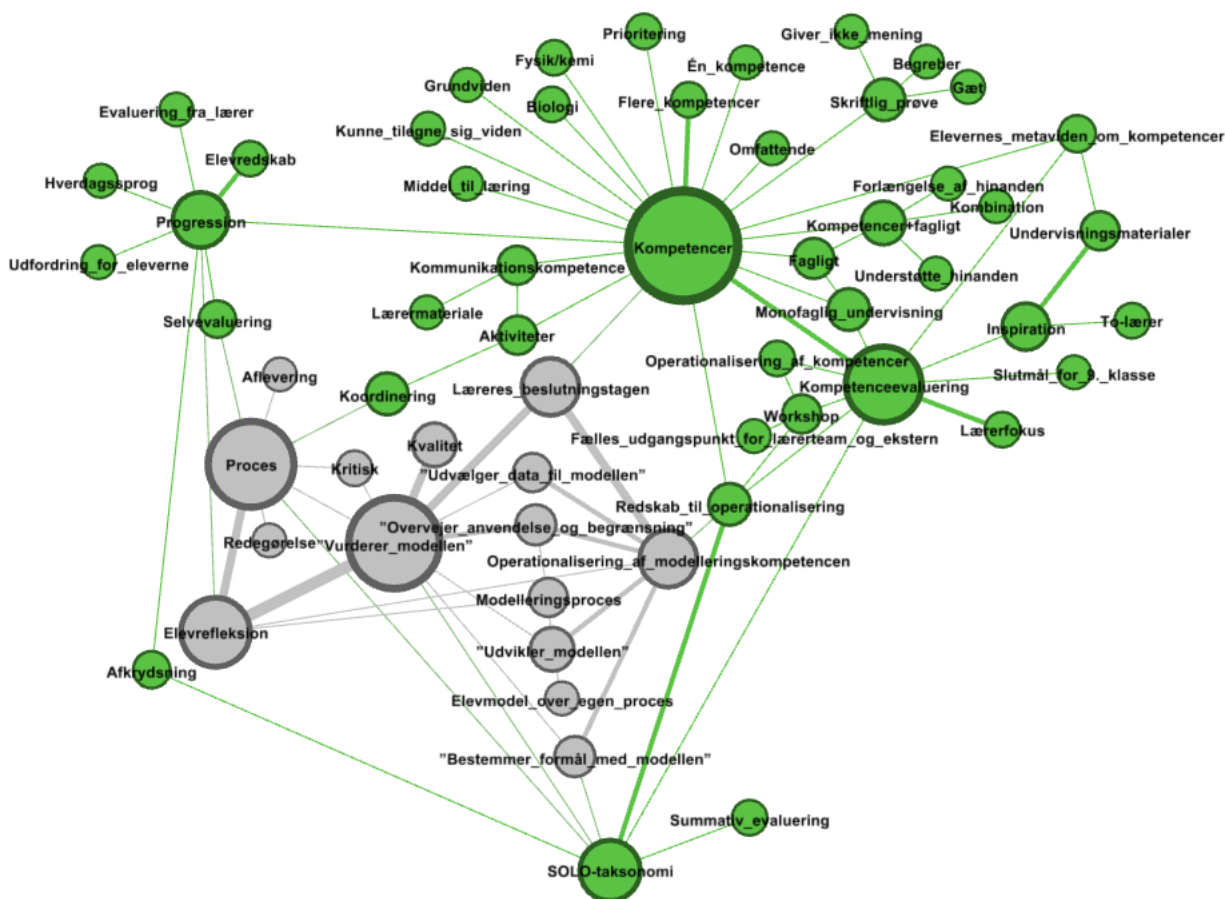 Giver_ikke_mening
Prioritering
Fysik/kemi
Én_kompetence
Begreber
Grundviden
Gæt
Biologi
Flere_kompetencer
Skriftlig_prøve
Evaluering_fra_lærer
Kunne_tilegne_sig_viden
Elevernes_metaviden_om_kompetencer
Omfattende
Elevredskab
Hverdagssprog
Middel_til_læring
Forlængelse_af_hinanden
Kombination
Progression
Kompetencer+fagligt
Undervisningsmaterialer
Kompetencer
Fagligt
Udfordring_for_eleverne
Kommunikationskompetence
Understøtte_hinanden
Lærermateriale
Monofaglig_undervisning
Selvevaluering
Aktiviteter
Inspiration
To-lærer
Operationalisering_af_kompetencer
Aflevering
Læreres_beslutningstagen
Kompetenceevaluering
Slutmål_for_9._klasse
Koordinering
Workshop
Fælles_udgangspunkt_for_lærerteam_og_ekstern
Lærerfokus
Kvalitet
Proces
Kritisk
”Udvælger_data_til_modellen”
Redskab_til_operationalisering
”Overvejer_anvendelse_og_begrænsning”
Redegørelse
”Vurderer_modellen”
Operationalisering_af_modelleringskompetencen
Modelleringsproces
Elevrefleksion
”Udvikler_modellen”
Afkrydsning
Elevmodel_over_egen_proces
”Bestemmer_formål_med_modellen”
Summativ_evaluering
SOLO-taksonomi